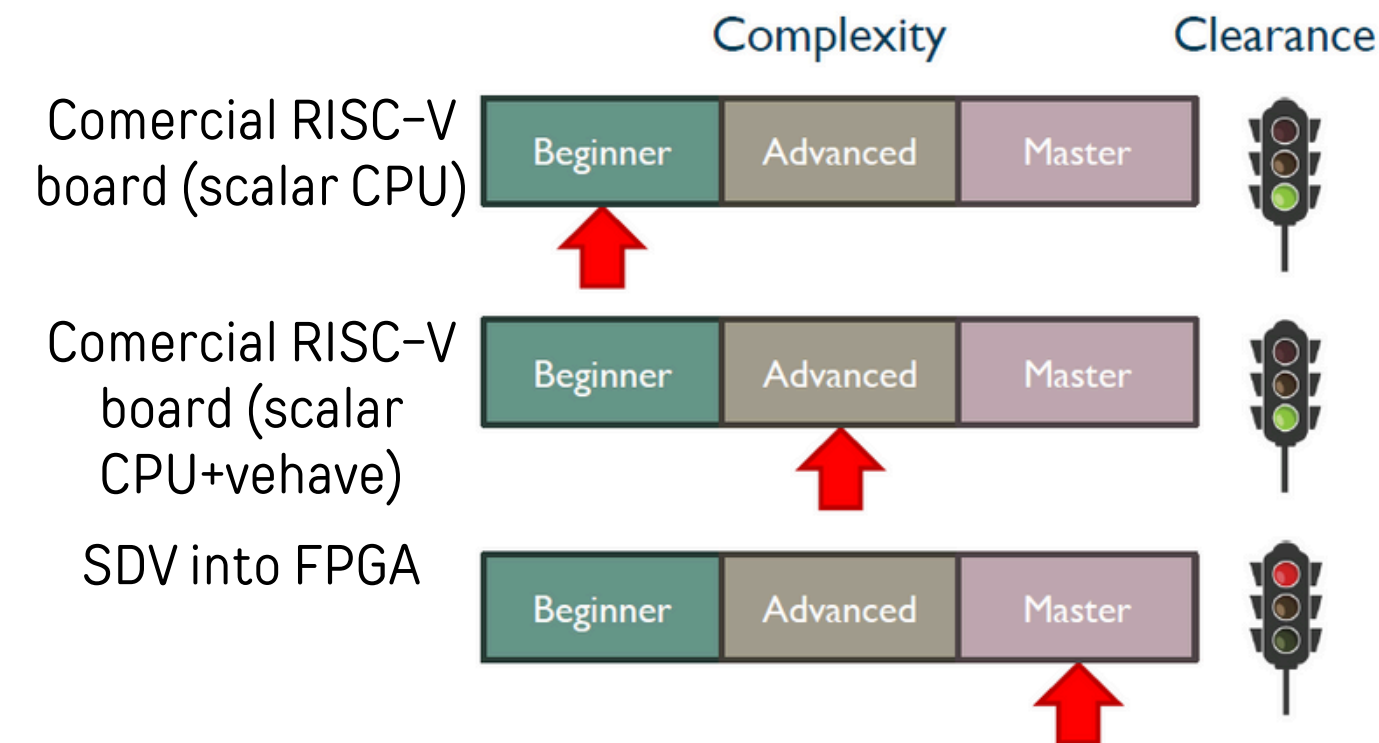 Complexity Clearance
Comercial RISC-V
board (scalar CPU)
Beginner Advanced Master
Comercial RISC-V
board (scalar
CPU+vehave)
Beginner Advanced Master
SDV into FPGA
Beginner Advanced Master